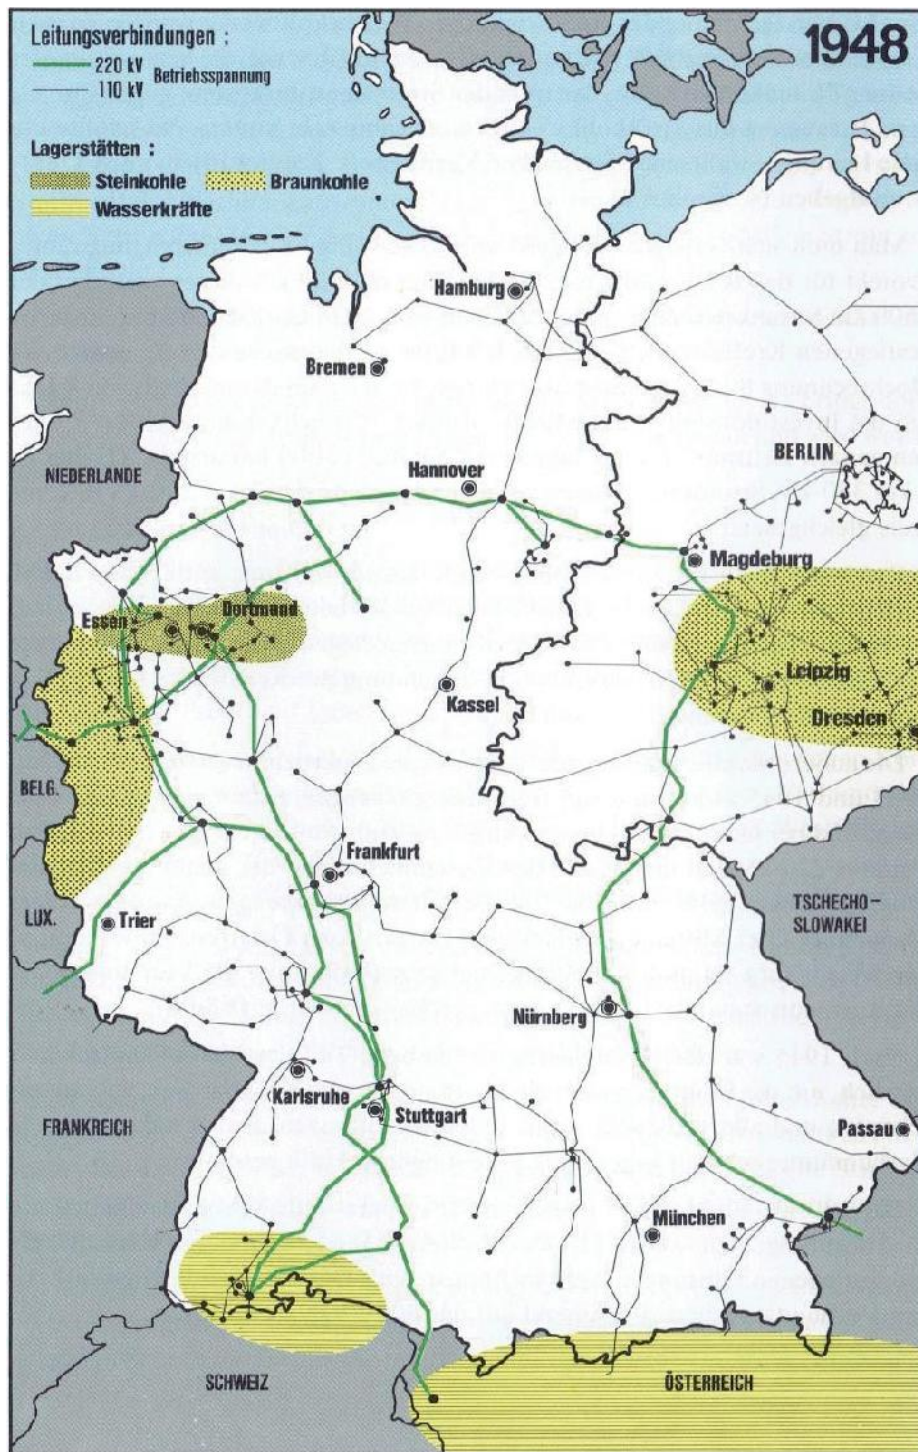 Leitungsverbindungen :
1948
220 kV
110 kV
Betriebsspannung
Lagerstätten :
Steinkohle
Braunkohle
Wasserkräfte
Hamburg
Bremen
NIEDERLANDE
Hannover
BERLIN
Magdeburg
Essen
Dortmund
Leipzig
Kassel
Dresden
BELG.
Frankfurt
LUX.
Trier
TSCHECHO-
SLOWAKEI
Nürnberg
Karlsruhe
Stuttgart
FRANKREICH
Passau
München
SCHWEIZ
ÖSTERREICH